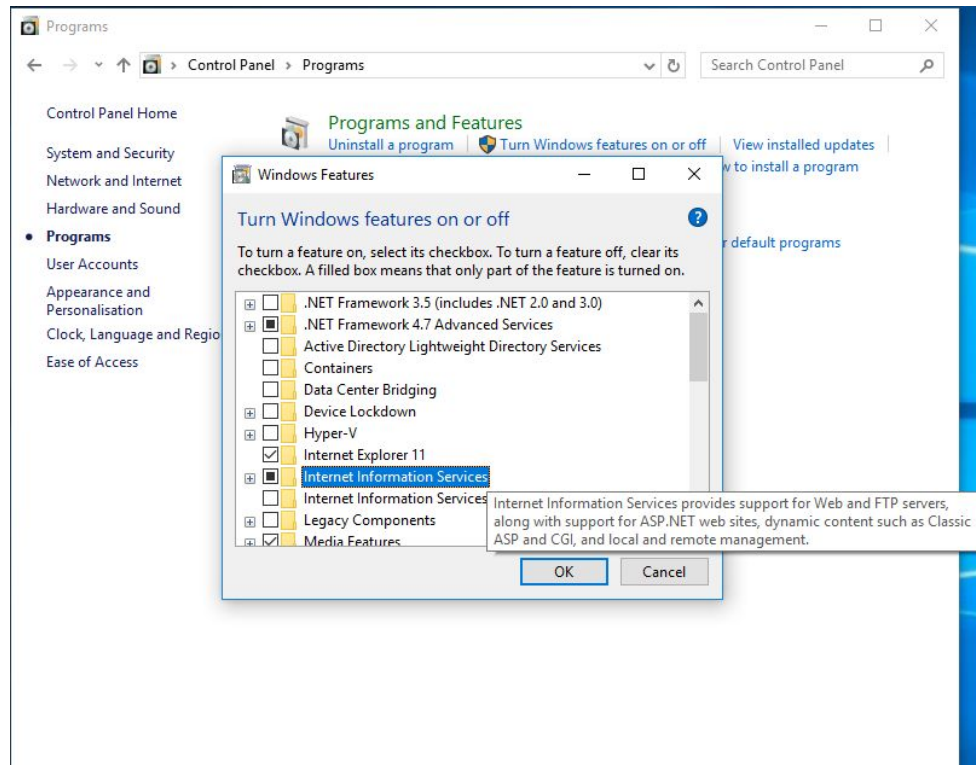 Programs
Control Panel > Programs
Search Control Panel
Control Panel Home
System and Security
Network and Internet
Hardware and Sound
Programs
User Accounts
Appearance and
Personalisation
Clock, Language and Regio
Ease of Access
Programs and Features
Uninstall a program
Turn Windows features on or off
View installed updates
to install a program
default programs
Windows Features
Turn Windows features on or off
To turn a feature on, select its checkbox. To turn a feature off, clear its
checkbox. A filled box means that only part of the feature is turned on.
.NET Framework 3.5 (includes .NET 2.0 and 3.0)
.NET Framework 4.7 Advanced Services
Active Directory Lightweight Directory Services
Containers
Data Center Bridging
Device Lockdown
Hyper-V
Internet Explorer 11
Internet Information Services
Internet Information Services
Legacy Components
Media Features
Internet Information Services provides support for Web and FTP servers,
along with support for ASP.NET web sites, dynamic content such as Classic
ASP and CGI, and local and remote management.
OK
Cancel